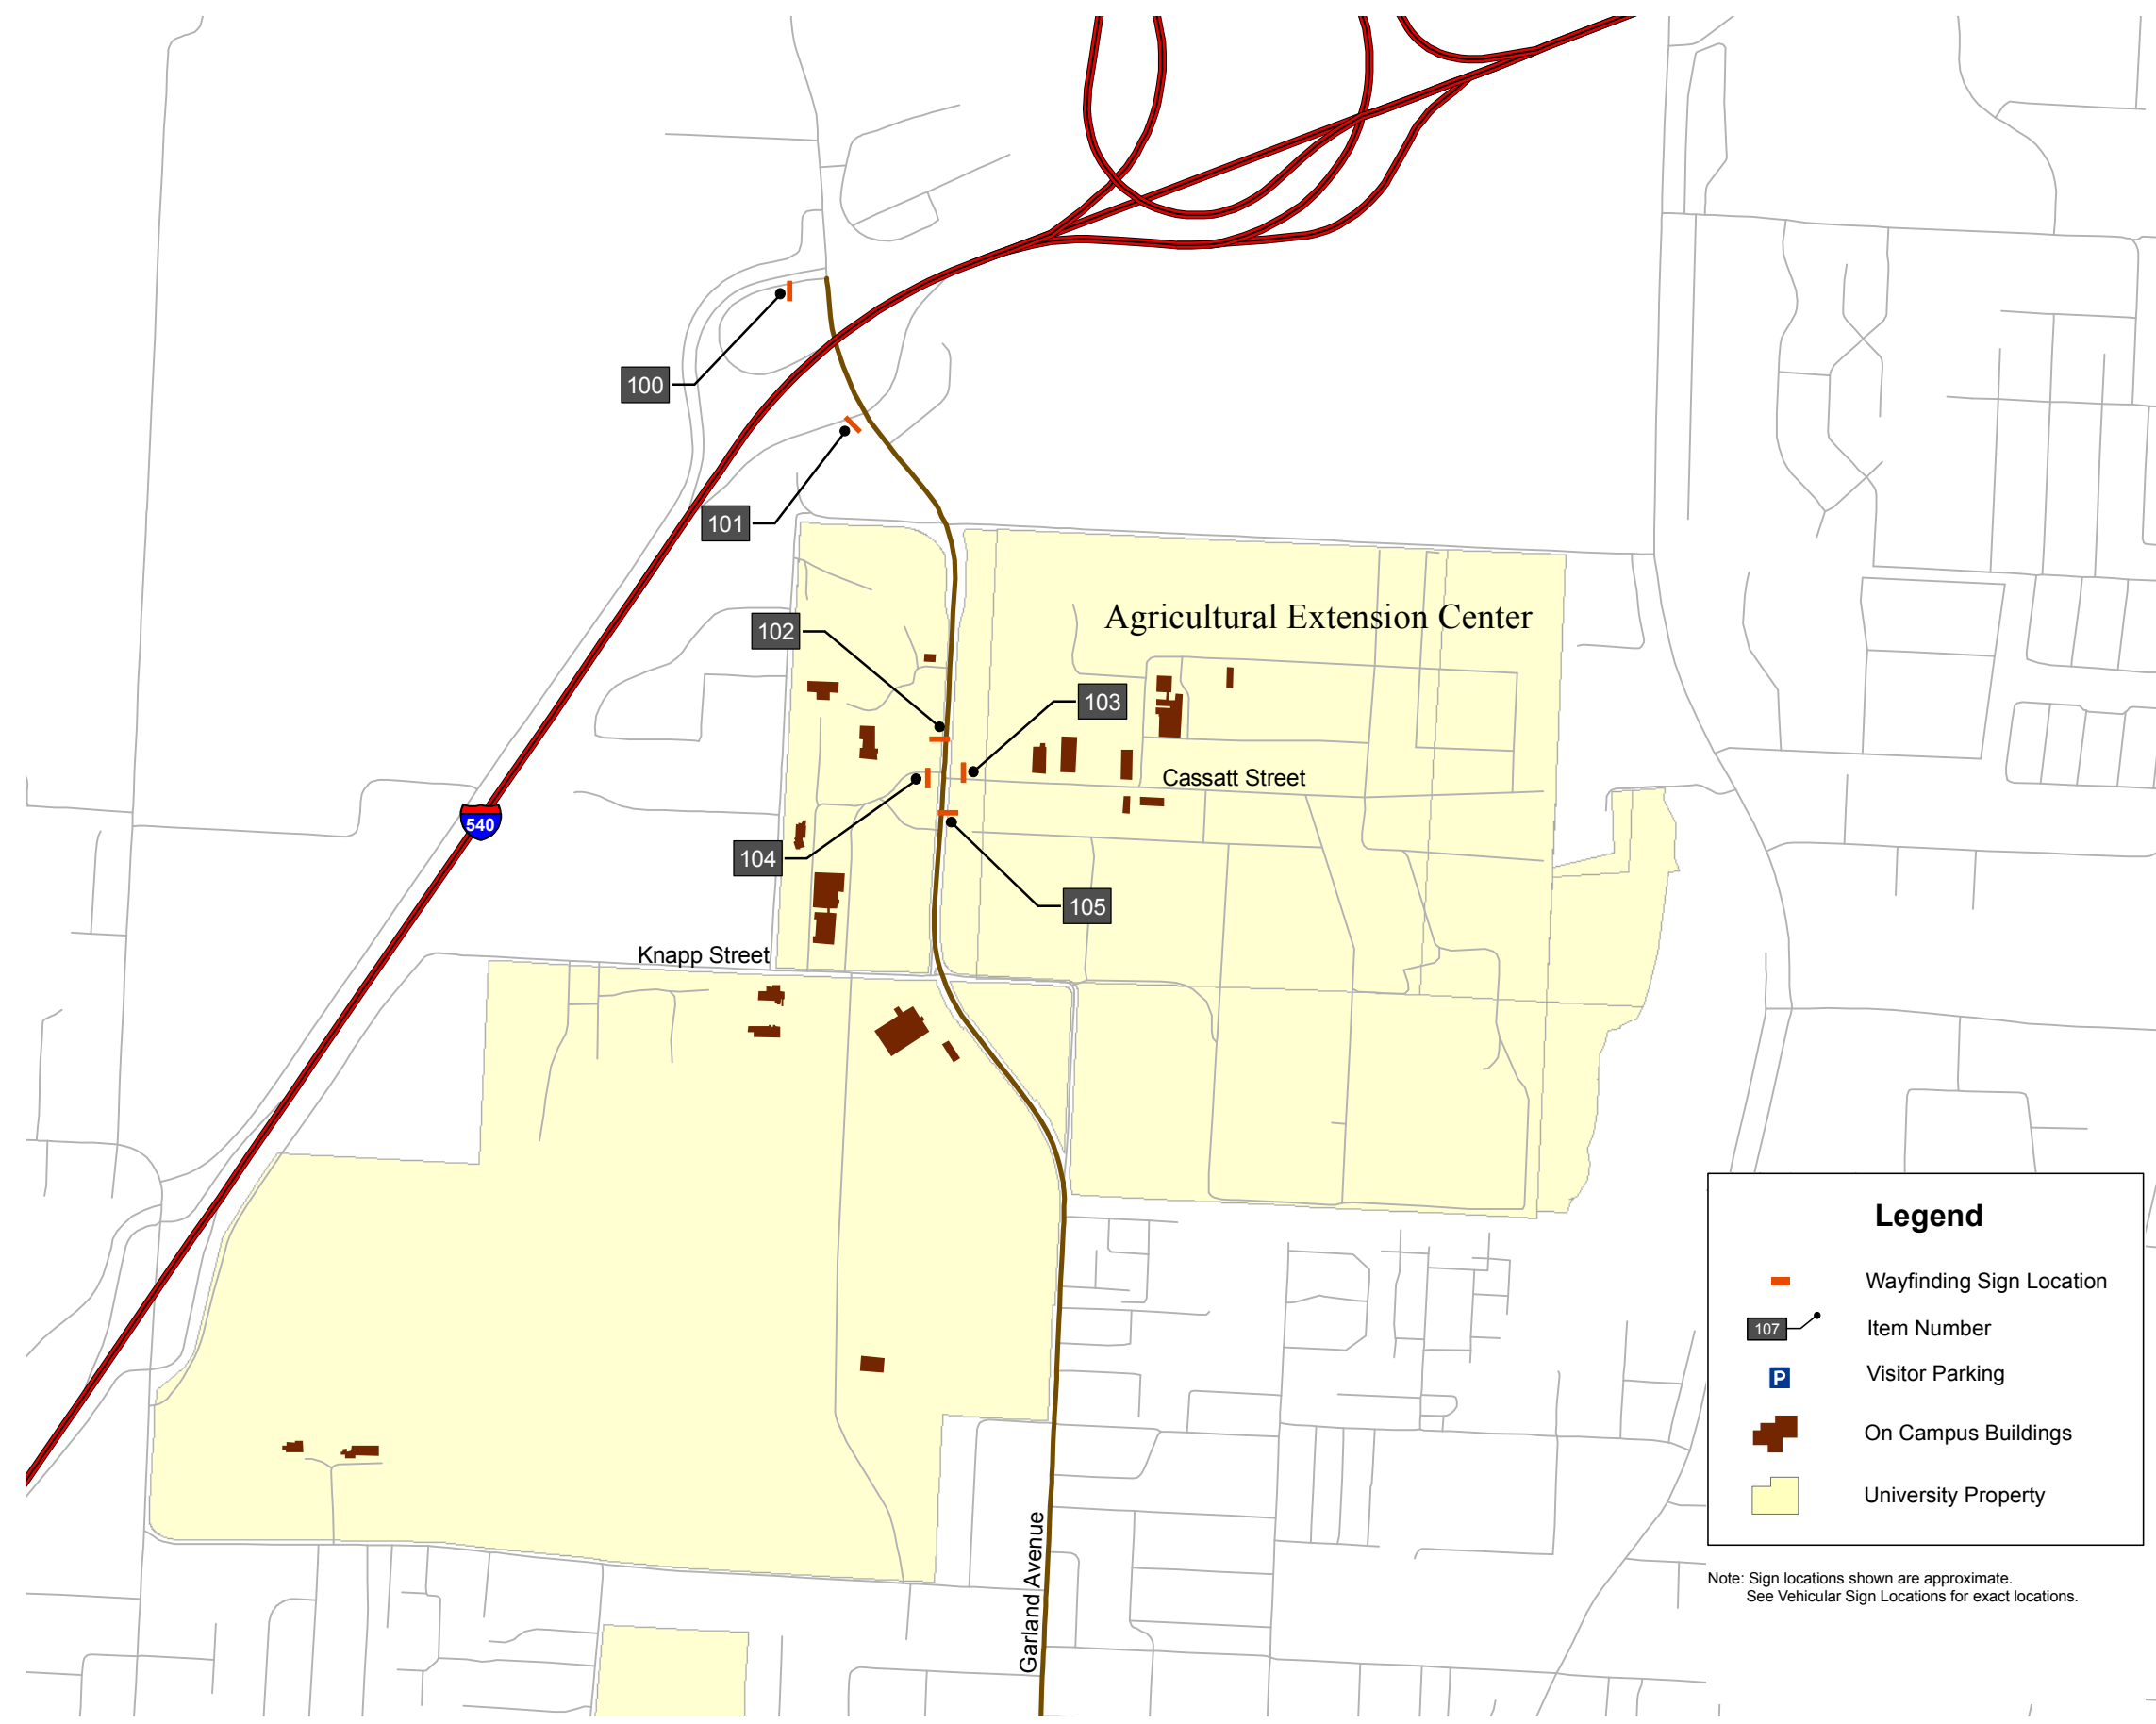 100
101
102
Agricultural Extension Center
103
Cassatt Street
540
104
105
Knapp Street
Legend
Wayfinding Sign Location
107
Item Number
P
Visitor Parking
On Campus Buildings
University Property
Garland Avenue
Note: Sign locations shown are approximate.
See Vehicular Sign Locations for exact locations.